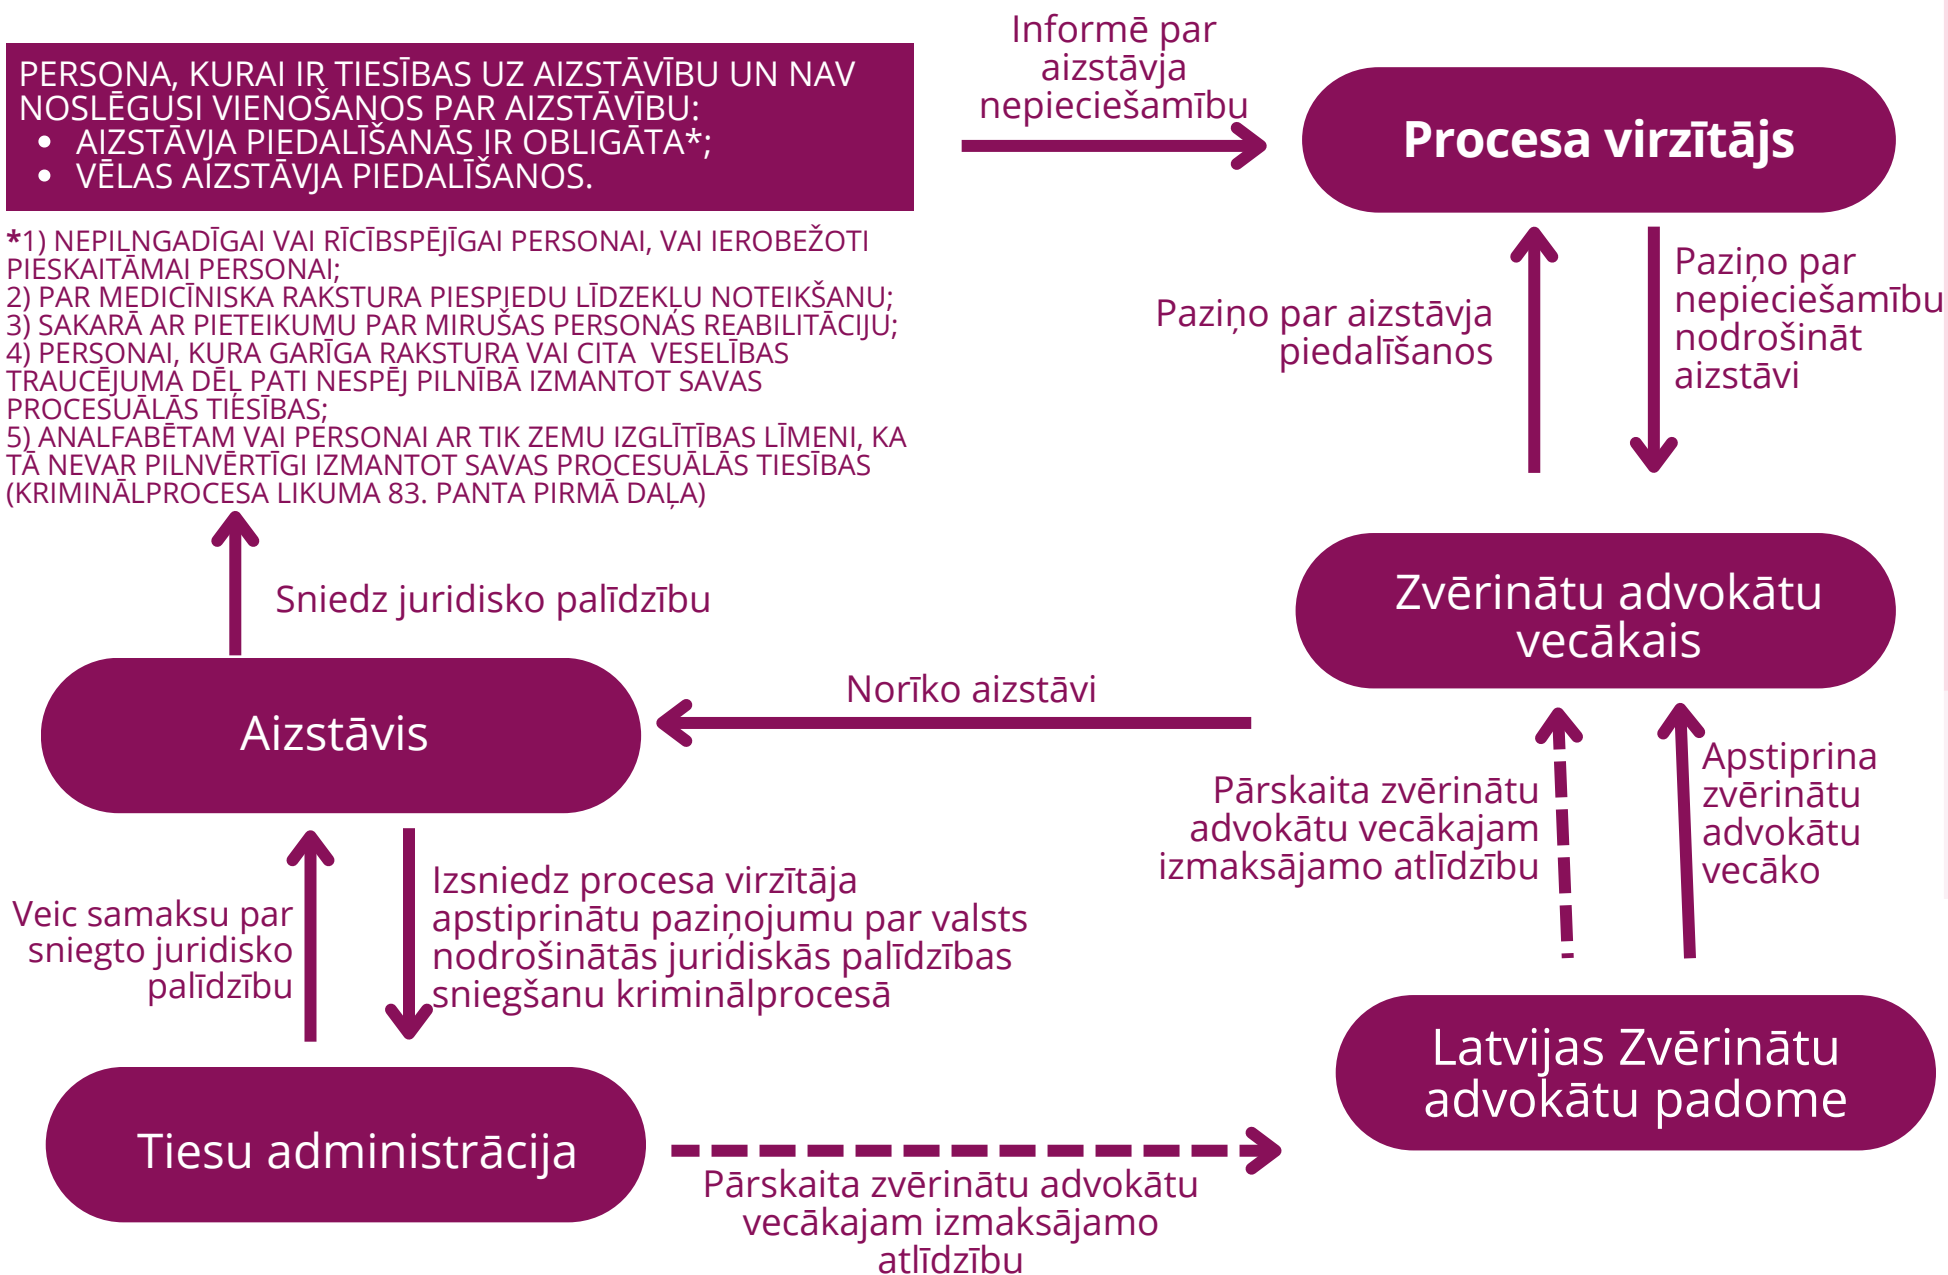 PERSONA, KURAI IR TIESĪBAS UZ AIZSTĀVĪBU UN NAV
NOSLĒGUSI VIENOŠANOS PAR AIZSTĀVĪBU:
• AIZSTĀVJA PIEDALĪŠANĀS IR OBLIGĀTA*;
• VĒLAS AIZSTĀVJA PIEDALĪŠANOS.
Informē par
aizstāvja
nepieciešamību
Procesa virzītājs
*1) NEPILNGADĪGAI VAI RĪCĪBSPĒJĪGAI PERSONAI, VAI IEROBEŽOTI
PIESKAITĀMAI PERSONAI;
2) PAR MEDICĪNISKA RAKSTURA PIESPIEDU LĪDZEKĻU NOTEIKŠANU;
3) SAKARĀ AR PIETEIKUMU PAR MIRUŠAS PERSONAS REABILITĀCIJU;
4) PERSONAI, KURA GARĪGA RAKSTURA VAI CITA  VESELĪBAS
TRAUCĒJUMA DĒĻ PATI NESPĒJ PILNĪBĀ IZMANTOT SAVAS
PROCESUĀLĀS TIESĪBAS;
5) ANALFABĒTAM VAI PERSONAI AR TIK ZEMU IZGLĪTĪBAS LĪMENI, KA
TĀ NEVAR PILNVĒRTĪGI IZMANTOT SAVAS PROCESUĀLĀS TIESĪBAS
(KRIMINĀLPROCESA LIKUMA 83. PANTA PIRMĀ DAĻA)
Paziņo par aizstāvja
piedalīšanos
Paziņo par
nepieciešamību
nodrošināt
aizstāvi
Sniedz juridisko palīdzību
Zvērinātu advokātu
vecākais
Norīko aizstāvi
Aizstāvis
Pārskaita zvērinātu
advokātu vecākajam
izmaksājamo atlīdzību
Apstiprina
zvērinātu
advokātu
vecāko
Veic samaksu par
sniegto juridisko
palīdzību
Izsniedz procesa virzītāja
apstiprinātu paziņojumu par valsts
nodrošinātās juridiskās palīdzības
sniegšanu kriminālprocesā
Latvijas Zvērinātu
advokātu padome
Tiesu administrācija
Pārskaita zvērinātu advokātu
vecākajam izmaksājamo
atlīdzību